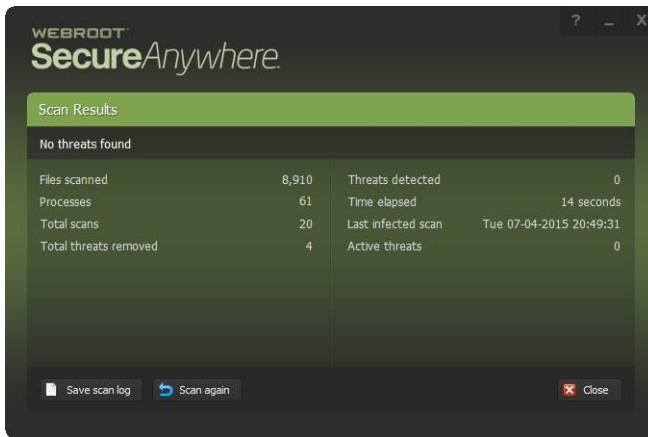 ? _ X
WEBROOT
SecureAnywhere.
Scan Results
No threats found
Files scanned 8,910
Processes 61
Total scans 20
Total threats removed 4
Threats detected 0
Time elapsed 14 seconds
Last infected scan Tue 07-04-2015 20:49:31
Active threats 0
Save scan log
Scan again
Close